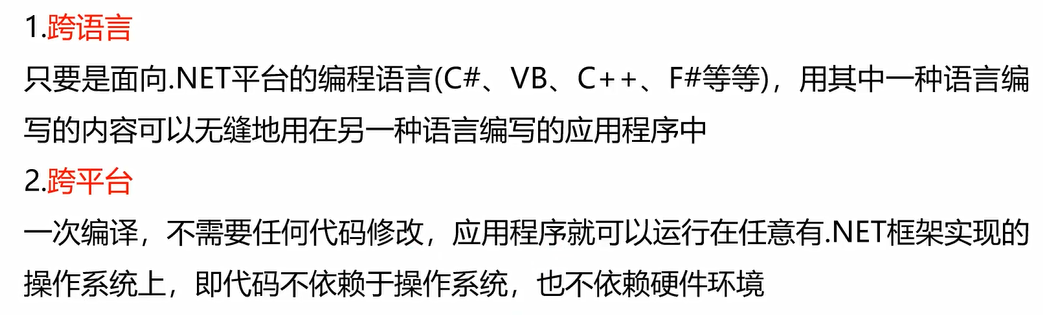 1.跨语言
只要是面向.NET平台的编程语言(C#、VB、C++、F#等等)，用其中一种语言编
写的内容可以无缝地用在另一种语言编写的应用程序中
2.跨平台
一次编译，不需要任何代码修改，应用程序就可以运行在任意有.NET框架实现的
操作系统上，即代码不依赖于操作系统，也不依赖硬件环境